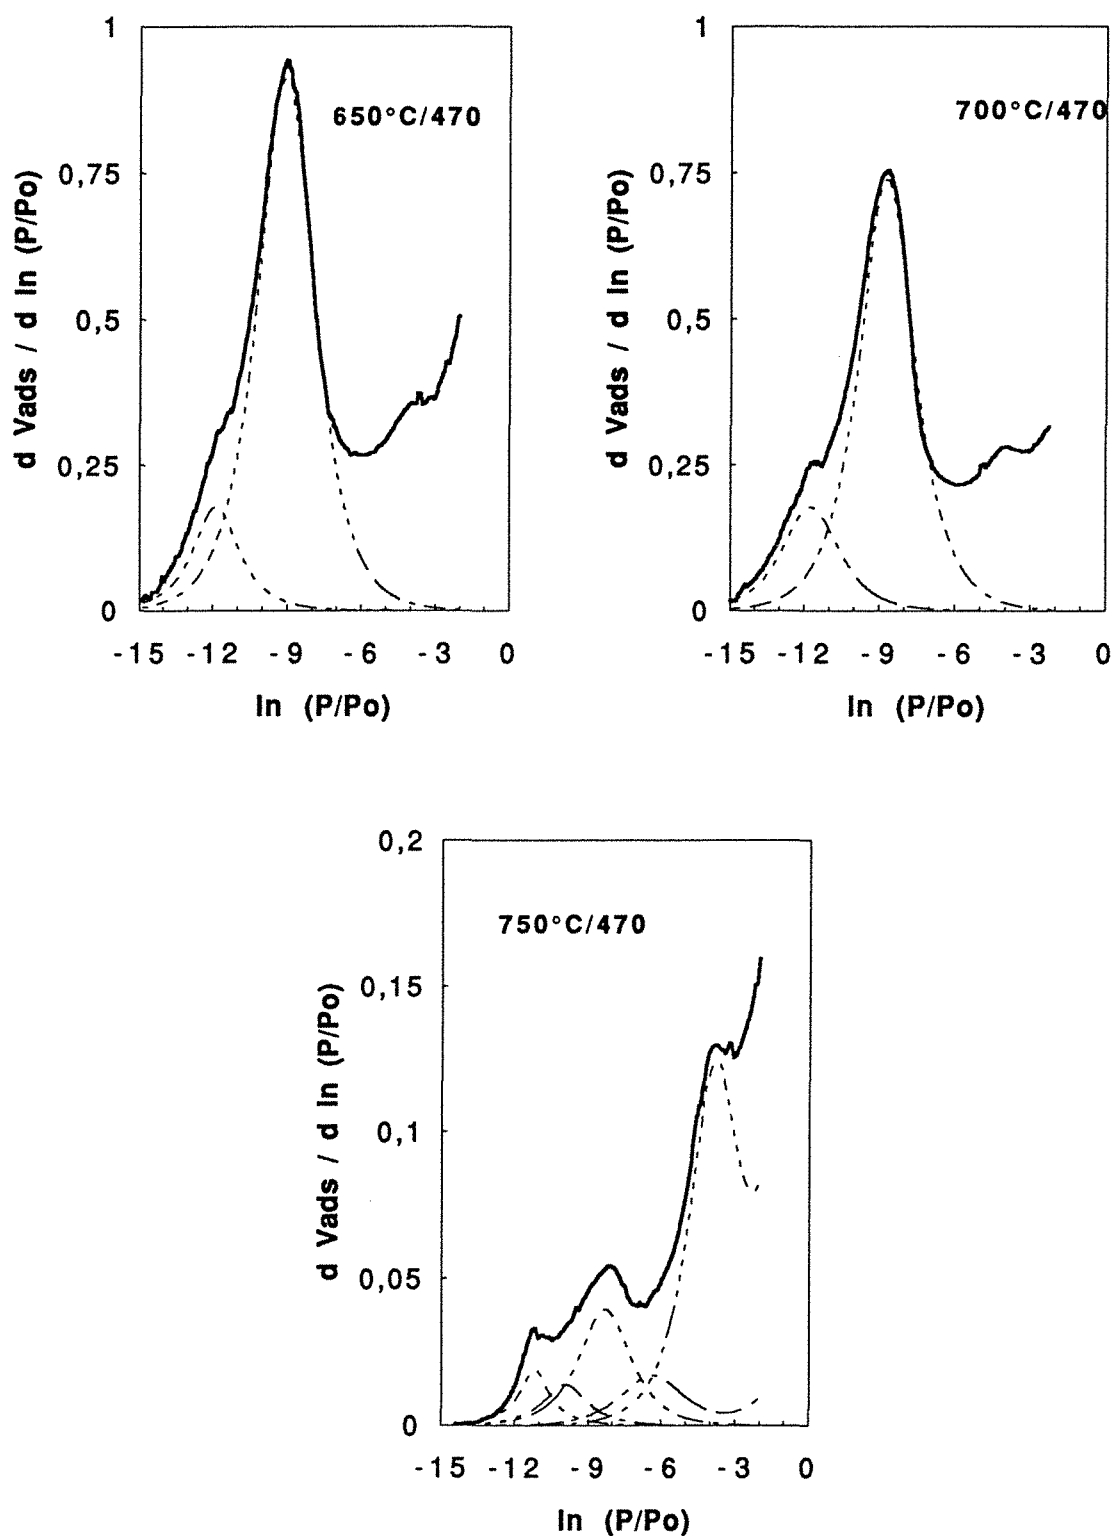 1
650°C/470
0,75
0,5
0,25
0
d Vads / d ln (P/Po)
-15 -12 -9 -6 -3 0
ln (P/Po)
1
700°C/470
0,75
0,5
0,25
0
d Vads / d ln (P/Po)
-15 -12 -9 -6 -3 0
ln (P/Po)
0,2
750°C/470
0,15
0,1
0,05
0
d Vads / d ln (P/Po)
-15 -12 -9 -6 -3 0
ln (P/Po)